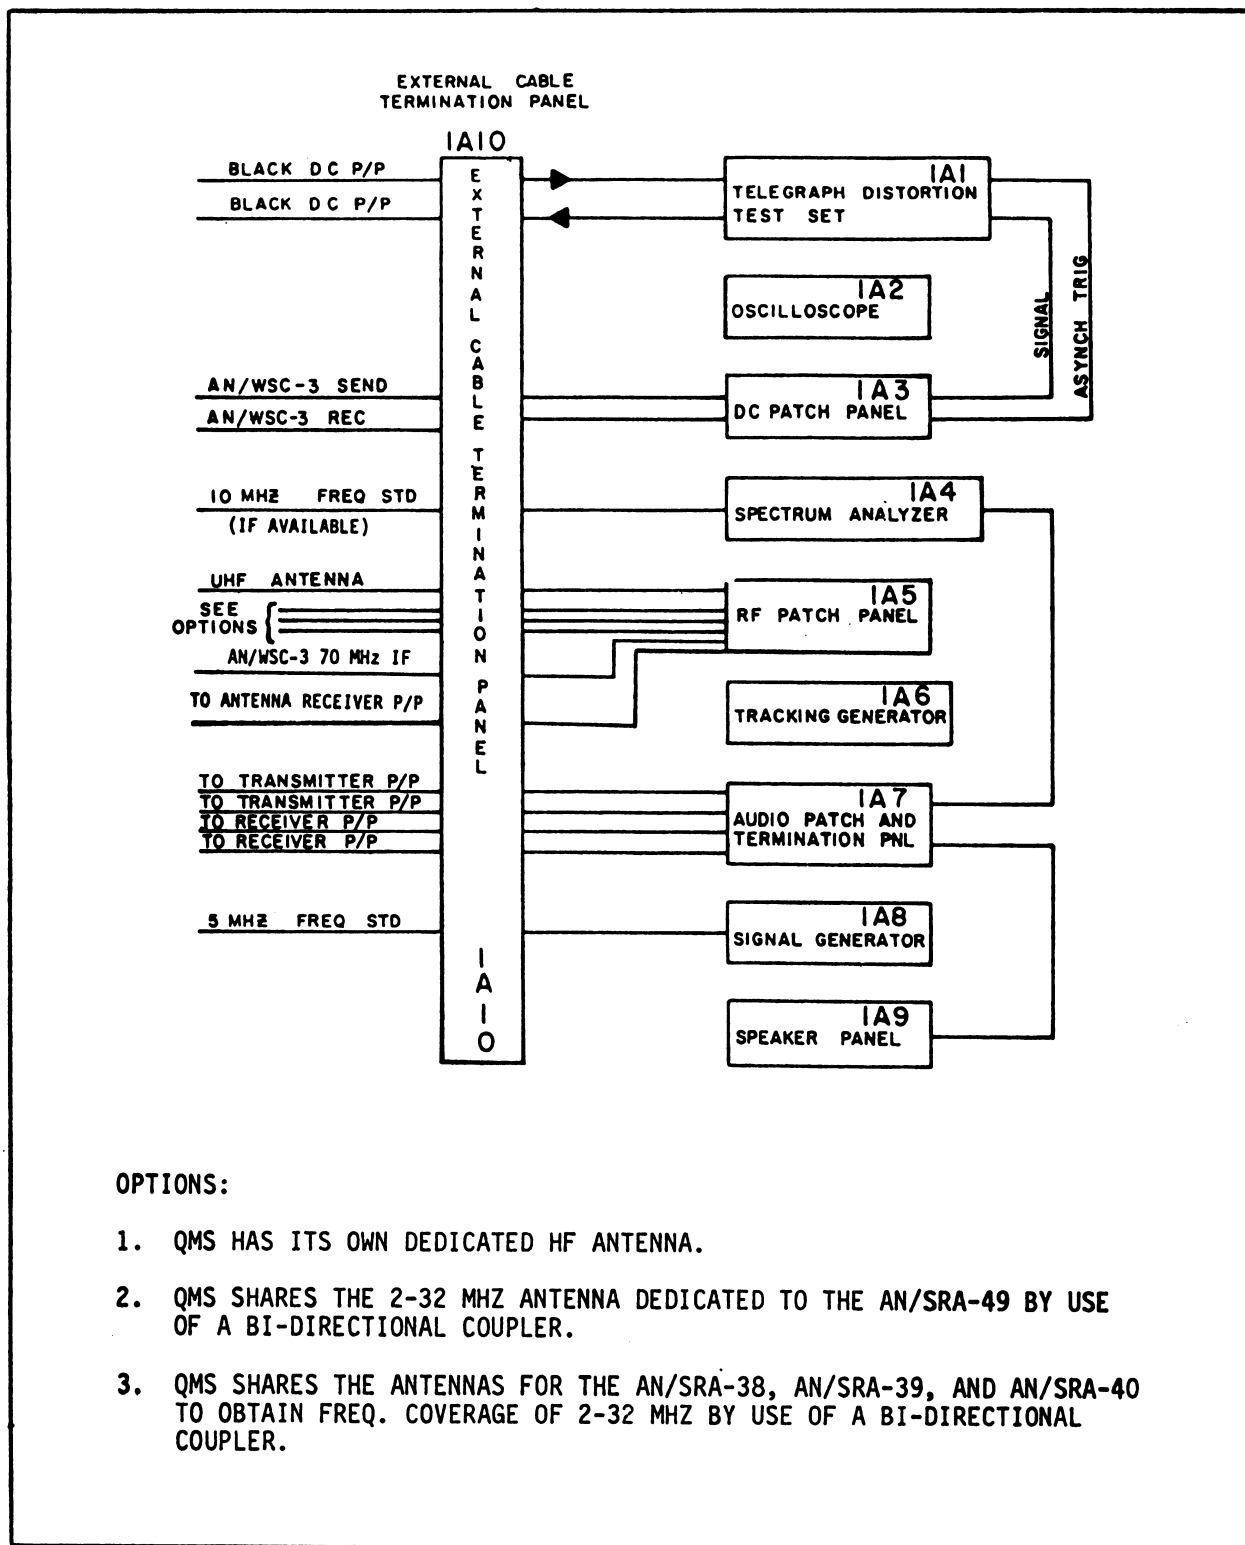 EXTERNAL CABLE
TERMINATION PANEL
1A10
BLACK DC P/P
BLACK DC P/P
AN/WSC-3 SEND
AN/WSC-3 REC
10 MHZ FREQ STD
(IF AVAILABLE)
UHF ANTENNA
SEE
OPTIONS
AN/WSC-3 70 MHz IF
TO ANTENNA RECEIVER P/P
TO TRANSMITTER P/P
TO TRANSMITTER P/P
TO RECEIVER P/P
TO RECEIVER P/P
5 MHZ FREQ STD
EXTERNAL CABLE TERMINATION PANEL
1A10
1A1
TELEGRAPH DISTORTION
TEST SET
1A2
OSCILLOSCOPE
1A3
DC PATCH PANEL
SIGNAL
ASYNCH TRIG
1A4
SPECTRUM ANALYZER
1A5
RF PATCH PANEL
1A6
TRACKING GENERATOR
1A7
AUDIO PATCH AND
TERMINATION PNL
1A8
SIGNAL GENERATOR
1A9
SPEAKER PANEL
OPTIONS:
1. QMS HAS ITS OWN DEDICATED HF ANTENNA.
2. QMS SHARES THE 2-32 MHZ ANTENNA DEDICATED TO THE AN/SRA-49 BY USE
OF A BI-DIRECTIONAL COUPLER.
3. QMS SHARES THE ANTENNAS FOR THE AN/SRA-38, AN/SRA-39, AND AN/SRA-40
TO OBTAIN FREQ. COVERAGE OF 2-32 MHZ BY USE OF A BI-DIRECTIONAL
COUPLER.